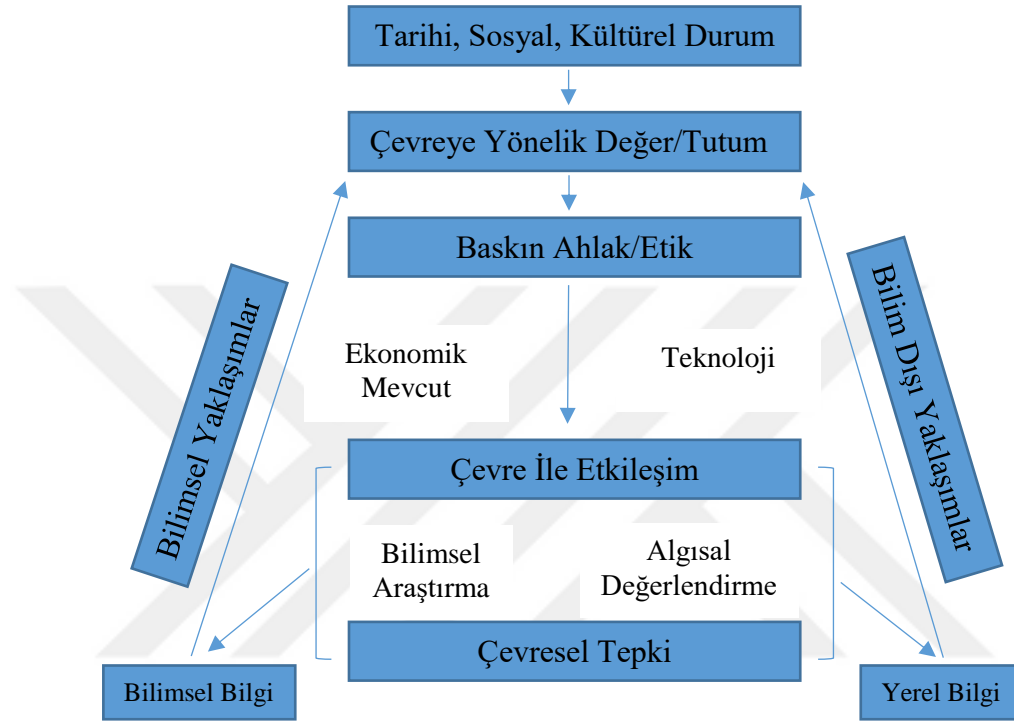 Tarihi, Sosyal, Kültürel Durum
Çevreye Yönelik Değer/Tutum
Baskın Ahlak/Etik
Bilimsel Yaklaşımlar
Bilim Dışı Yaklaşımlar
Ekonomik
Mevcut
Teknoloji
Çevre İle Etkileşim
Bilimsel
Araştırma
Algısal
Değerlendirme
Çevresel Tepki
Bilimsel Bilgi
Yerel Bilgi